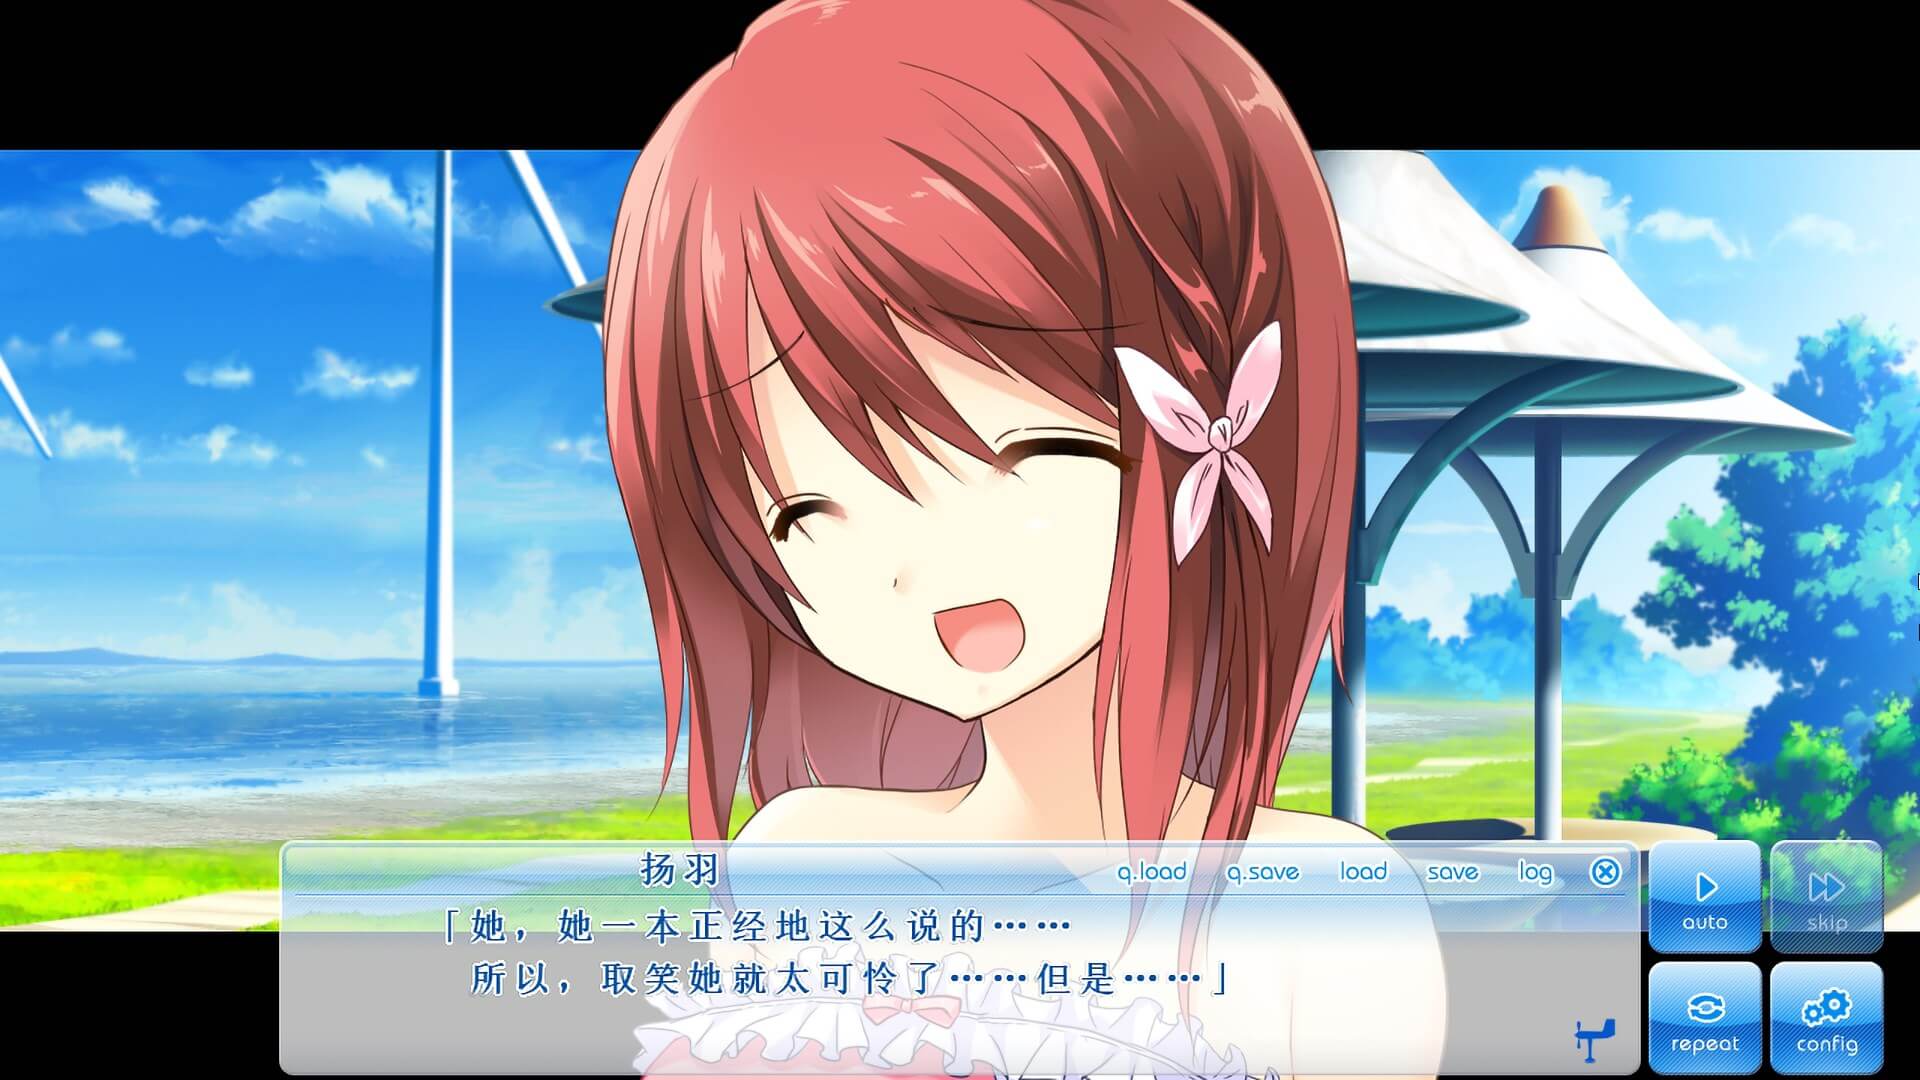 扬羽
q.load q.save load save log
「她，她一本正经地这么说的……
所以，取笑她就太可怜了……但是……」
auto
skip
repeat
config